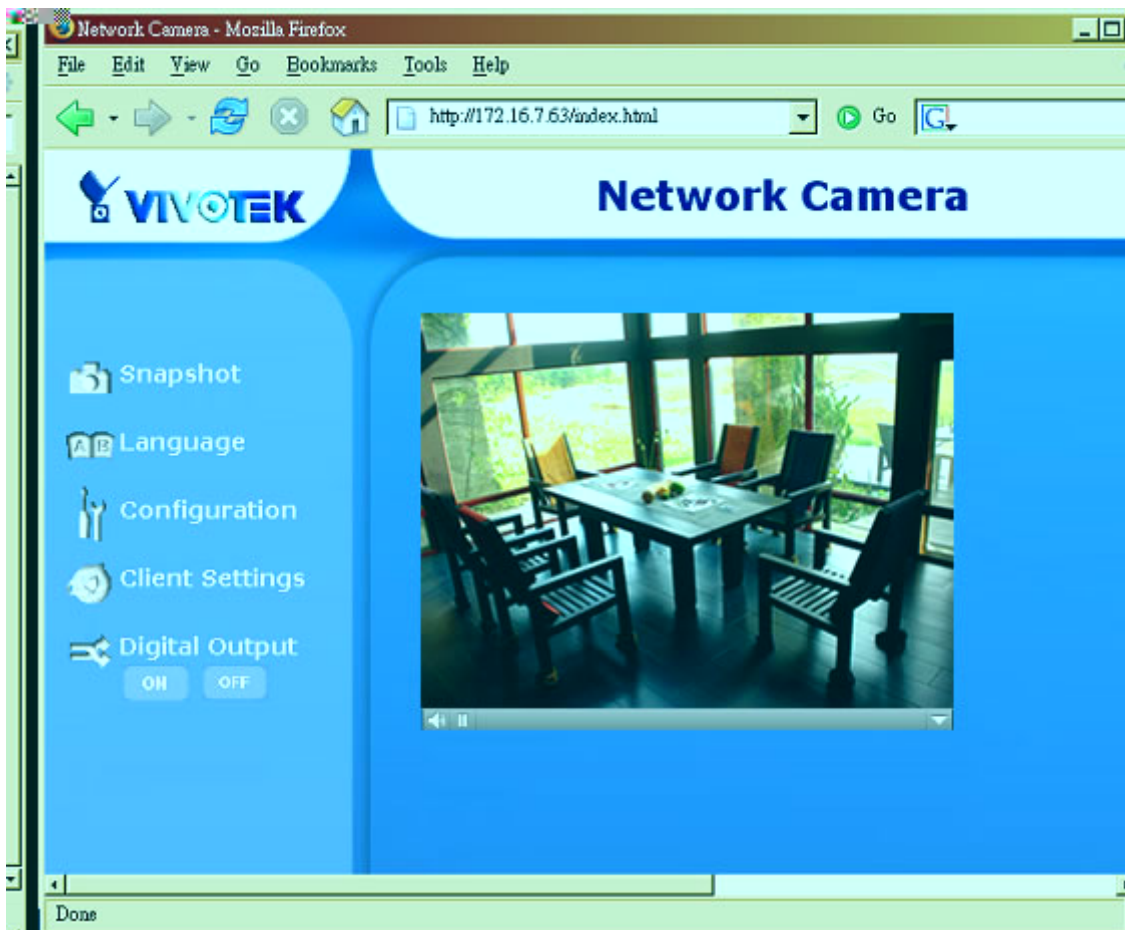 Network Camera - Mozilla Firefox
File Edit View Go Bookmarks Tools Help
http://172.16.7.63/index.html Go G
VIVOTEK
Network Camera
Snapshot
AB Language
Configuration
Client Settings
Digital Output
ON OFF
Done